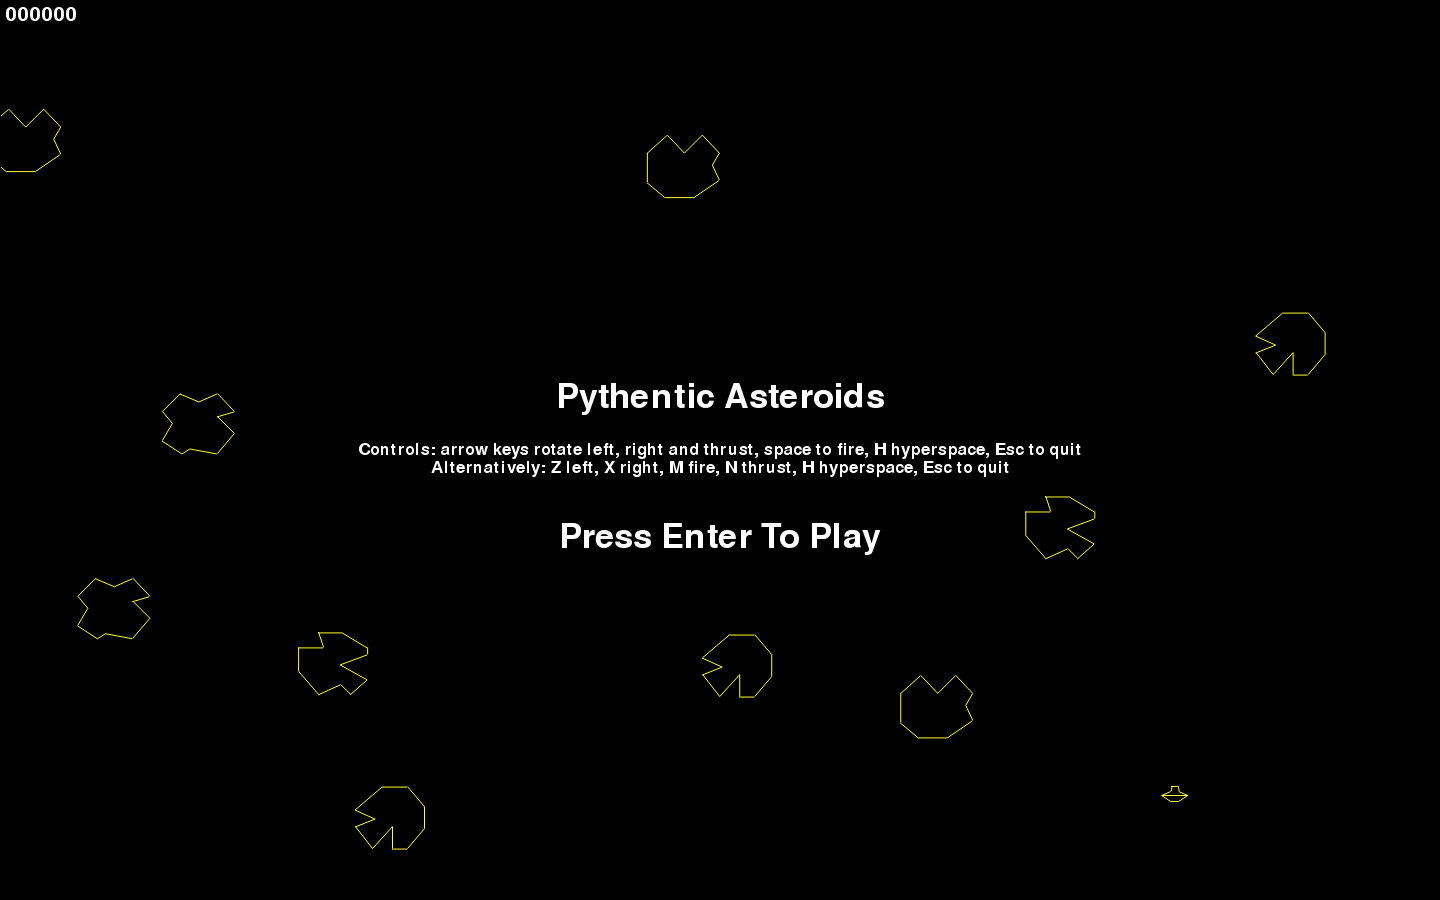 000000
Pythentic Asteroids
Controls: arrow keys rotate left, right and thrust, space to fire, H hyperspace, Esc to quit
Alternatively: Z left, X right, M fire, N thrust, H hyperspace, Esc to quit
Press Enter To Play